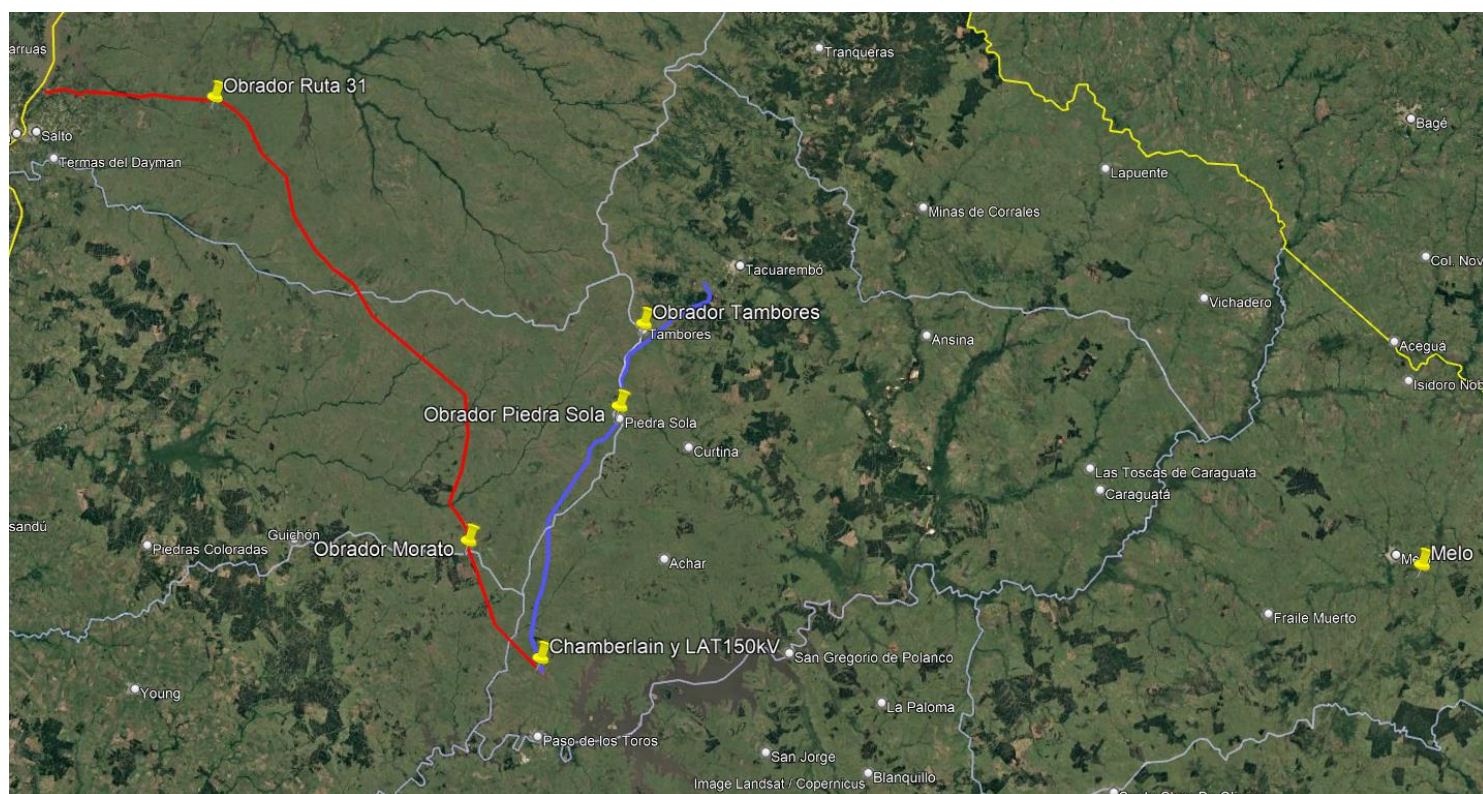 arruas
Tranqueras
Obrador Ruta 31
Salto
Bagé
Termas del Dayman
Lapuente
Minas de Corrales
Tacuarembó
Col. Nov
Vichadero
Obrador Tambores
Tambores
Ansina
Aceguá
Isidoro Nob
Obrador Piedra Sola
Piedra Sola
Curtina
Las Toscas de Caraguata
Caraguatá
sandú
Guichón
Piedras Coloradas
Obrador Morato
Achar
Melo
Fraile Muerto
Chamberlain y LAT150kV
San Gregorio de Polanco
Young
La Paloma
Paso de los Toros
San Jorge
Blanquillo
Image Landsat / Copernicus